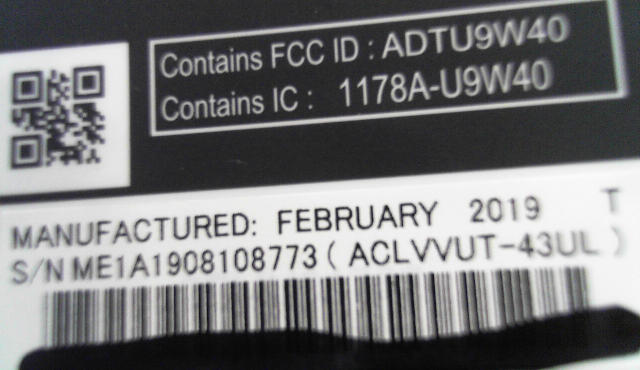 Contains FCC ID : ADTU9W40
Contains IC : 1178A-U9W40
MANUFACTURED: FEBRUARY 2019 T
S/N ME1A1908108773 ( ACLVVUT-43UL )